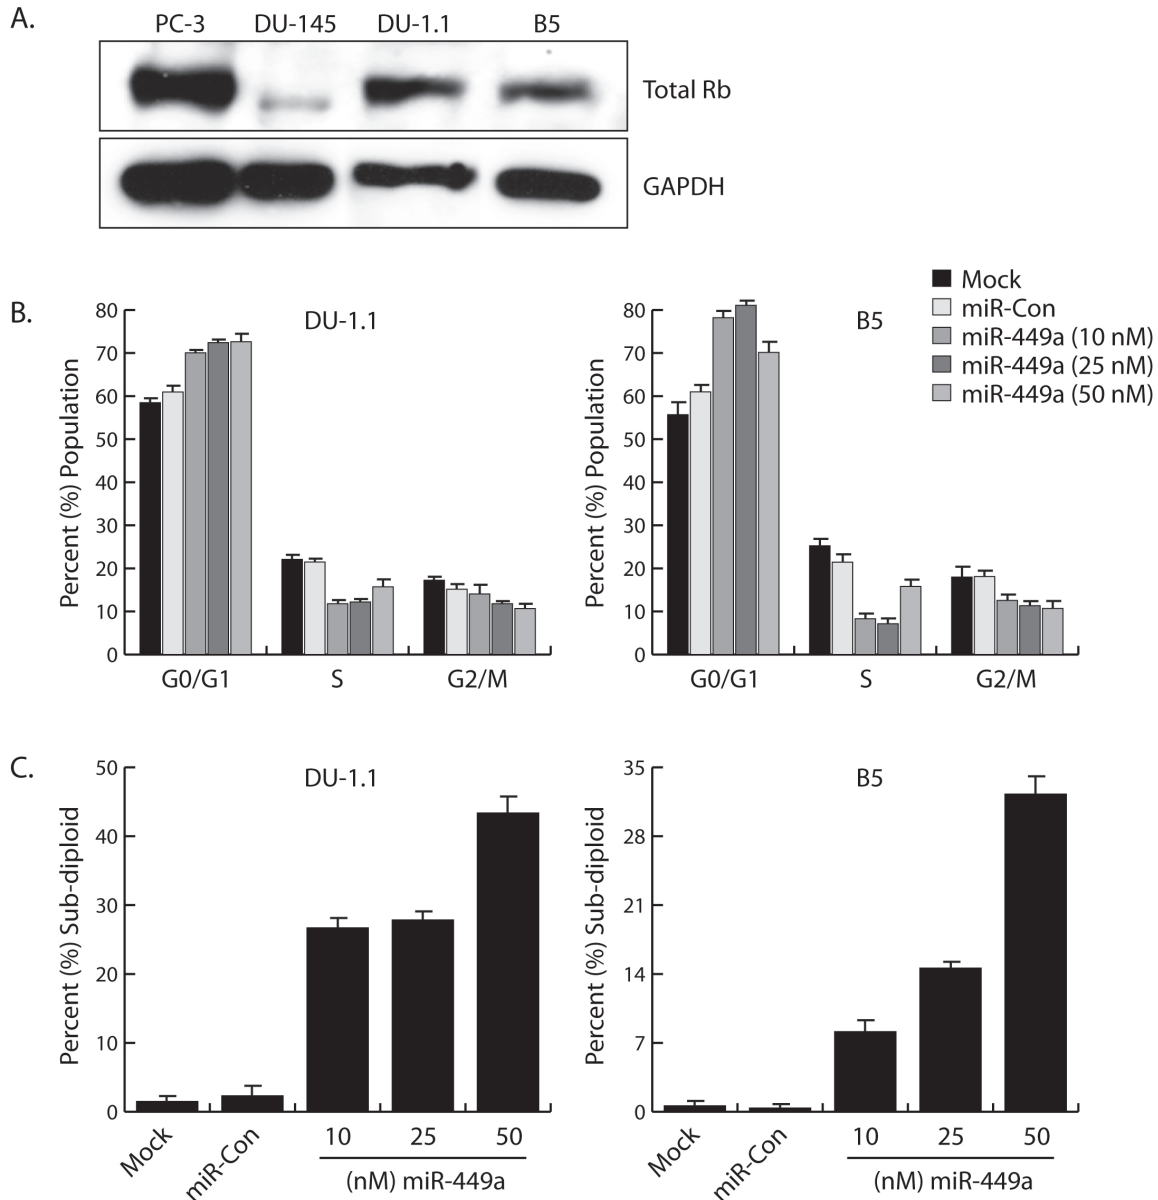 A.
PC-3 DU-145 DU-1.1 B5
Total Rb
GAPDH
Mock
miR-Con
miR-449a (10 nM)
miR-449a (25 nM)
miR-449a (50 nM)
B.
DU-1.1
Percent (%) Population
80
70
60
50
40
30
20
10
0
G0/G1 S G2/M
B5
Percent (%) Population
80
70
60
50
40
30
20
10
0
G0/G1 S G2/M
C.
DU-1.1
Percent (%) Sub-diploid
50
40
30
20
10
0
Mock miR-Con 10 25 50
(nM) miR-449a
B5
Percent (%) Sub-diploid
35
28
21
14
7
0
Mock miR-Con 10 25 50
(nM) miR-449a